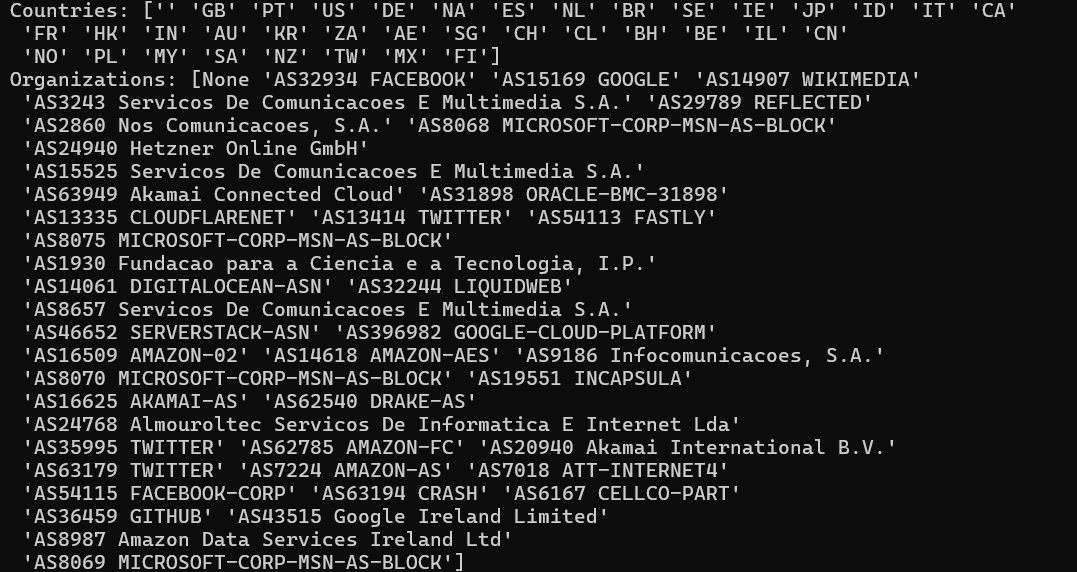 Countries: ['' 'GB' 'PT' 'US' 'DE' 'NA' 'ES' 'NL' 'BR' 'SE' 'IE' 'JP' 'ID' 'IT' 'CA'
'FR' 'HK' 'IN' 'AU' 'KR' 'ZA' 'AE' 'SG' 'CH' 'CL' 'BH' 'BE' 'IL' 'CN'
'NO' 'PL' 'MY' 'SA' 'NZ' 'TW' 'MX' 'FI']
Organizations: [None 'AS32934 FACEBOOK' 'AS15169 GOOGLE' 'AS14907 WIKIMEDIA'
'AS3243 Servicos De Comunicacoes E Multimedia S.A.' 'AS29789 REFLECTED'
'AS2860 Nos Comunicacoes, S.A.' 'AS8068 MICROSOFT-CORP-MSN-AS-BLOCK'
'AS24940 Hetzner Online GmbH'
'AS15525 Servicos De Comunicacoes E Multimedia S.A.'
'AS63949 Akamai Connected Cloud' 'AS31898 ORACLE-BMC-31898'
'AS13335 CLOUDFLARENET' 'AS13414 TWITTER' 'AS54113 FASTLY'
'AS8075 MICROSOFT-CORP-MSN-AS-BLOCK'
'AS1930 Fundacao para a Ciencia e a Tecnologia, I.P.'
'AS14061 DIGITALOCEAN-ASN' 'AS32244 LIQUIDWEB'
'AS8657 Servicos De Comunicacoes E Multimedia S.A.'
'AS46652 SERVERSTACK-ASN' 'AS396982 GOOGLE-CLOUD-PLATFORM'
'AS16509 AMAZON-02' 'AS14618 AMAZON-AES' 'AS9186 Infocomunicacoes, S.A.'
'AS8070 MICROSOFT-CORP-MSN-AS-BLOCK' 'AS19551 INCAPSULA'
'AS16625 AKAMAI-AS' 'AS62540 DRAKE-AS'
'AS24768 Almouroltec Servicos De Informatica E Internet Lda'
'AS35995 TWITTER' 'AS62785 AMAZON-FC' 'AS20940 Akamai International B.V.'
'AS63179 TWITTER' 'AS7224 AMAZON-AS' 'AS7018 ATT-INTERNET4'
'AS54115 FACEBOOK-CORP' 'AS63194 CRASH' 'AS6167 CELLCO-PART'
'AS36459 GITHUB' 'AS43515 Google Ireland Limited'
'AS8987 Amazon Data Services Ireland Ltd'
'AS8069 MICROSOFT-CORP-MSN-AS-BLOCK']